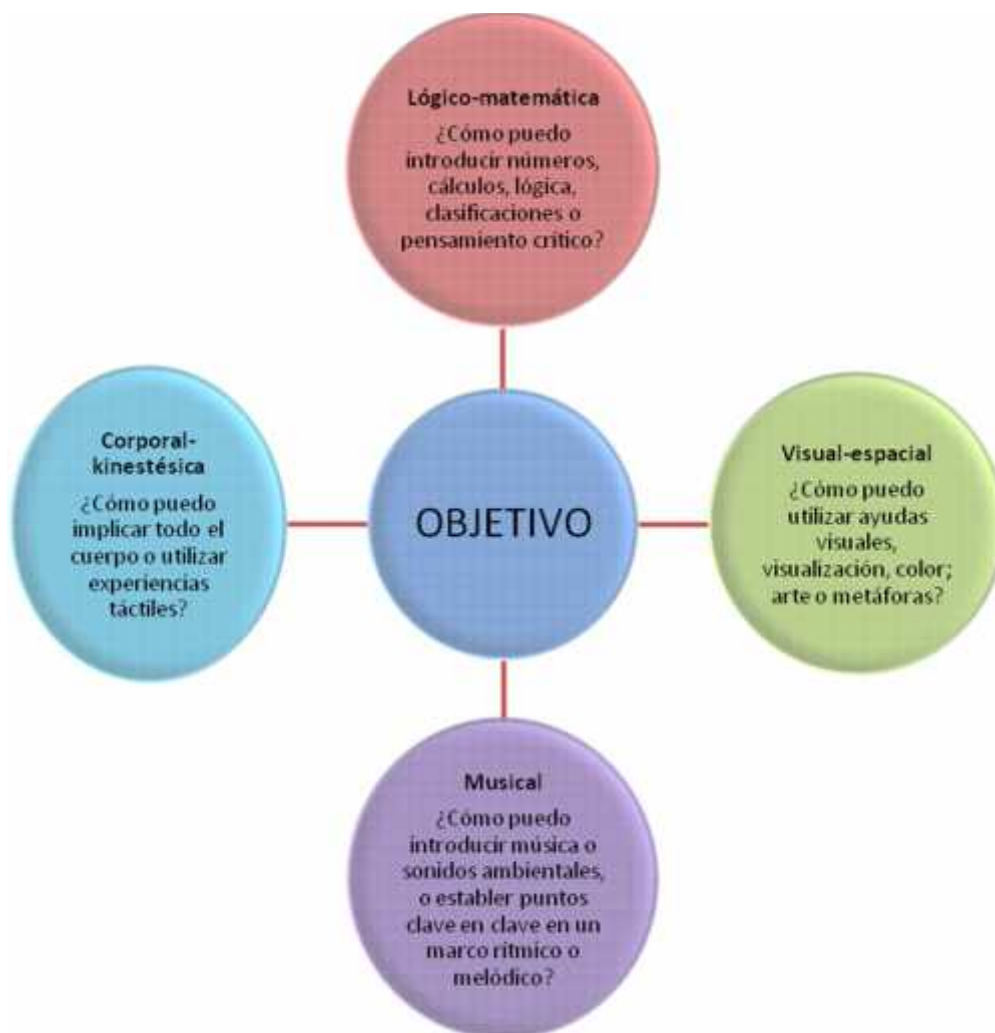 Lógico-matemática
¿Cómo puedo
introducir números,
cálculos, lógica,
clasificaciones o
pensamiento crítico?
Corporal-
kinestésica
¿Cómo puedo
implicar todo el
cuerpo o utilizar
experiencias
táctiles?
OBJETIVO
Visual-espacial
¿Cómo puedo
utilizar ayudas
visuales,
visualización, color;
arte o metáforas?
Musical
¿Cómo puedo
introducir música o
sonidos ambientales,
o establer puntos
clave en clave en un
marco rítmico o
melódico?